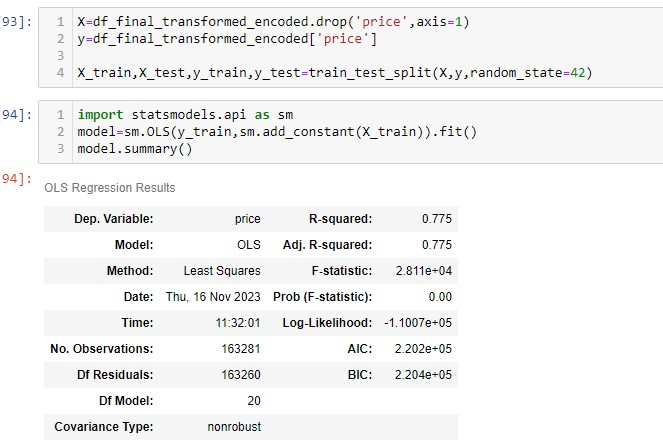 93]:
1 X=df_final_transformed_encoded.drop('price',axis=1)
2 y=df_final_transformed_encoded['price']
3
4 X_train,X_test,y_train,y_test=train_test_split(X,y,random_state=42)
94]:
1 import statsmodels.api as sm
2 model=sm.OLS(y_train,sm.add_constant(X_train)).fit()
3 model.summary()
94]:
OLS Regression Results
Dep. Variable: price R-squared: 0.775
Model: OLS Adj. R-squared: 0.775
Method: Least Squares F-statistic: 2.811e+04
Date: Thu, 16 Nov 2023 Prob (F-statistic): 0.00
Time: 11:32:01 Log-Likelihood: -1.1007e+05
No. Observations: 163281 AIC: 2.202e+05
Df Residuals: 163260 BIC: 2.204e+05
Df Model: 20
Covariance Type: nonrobust